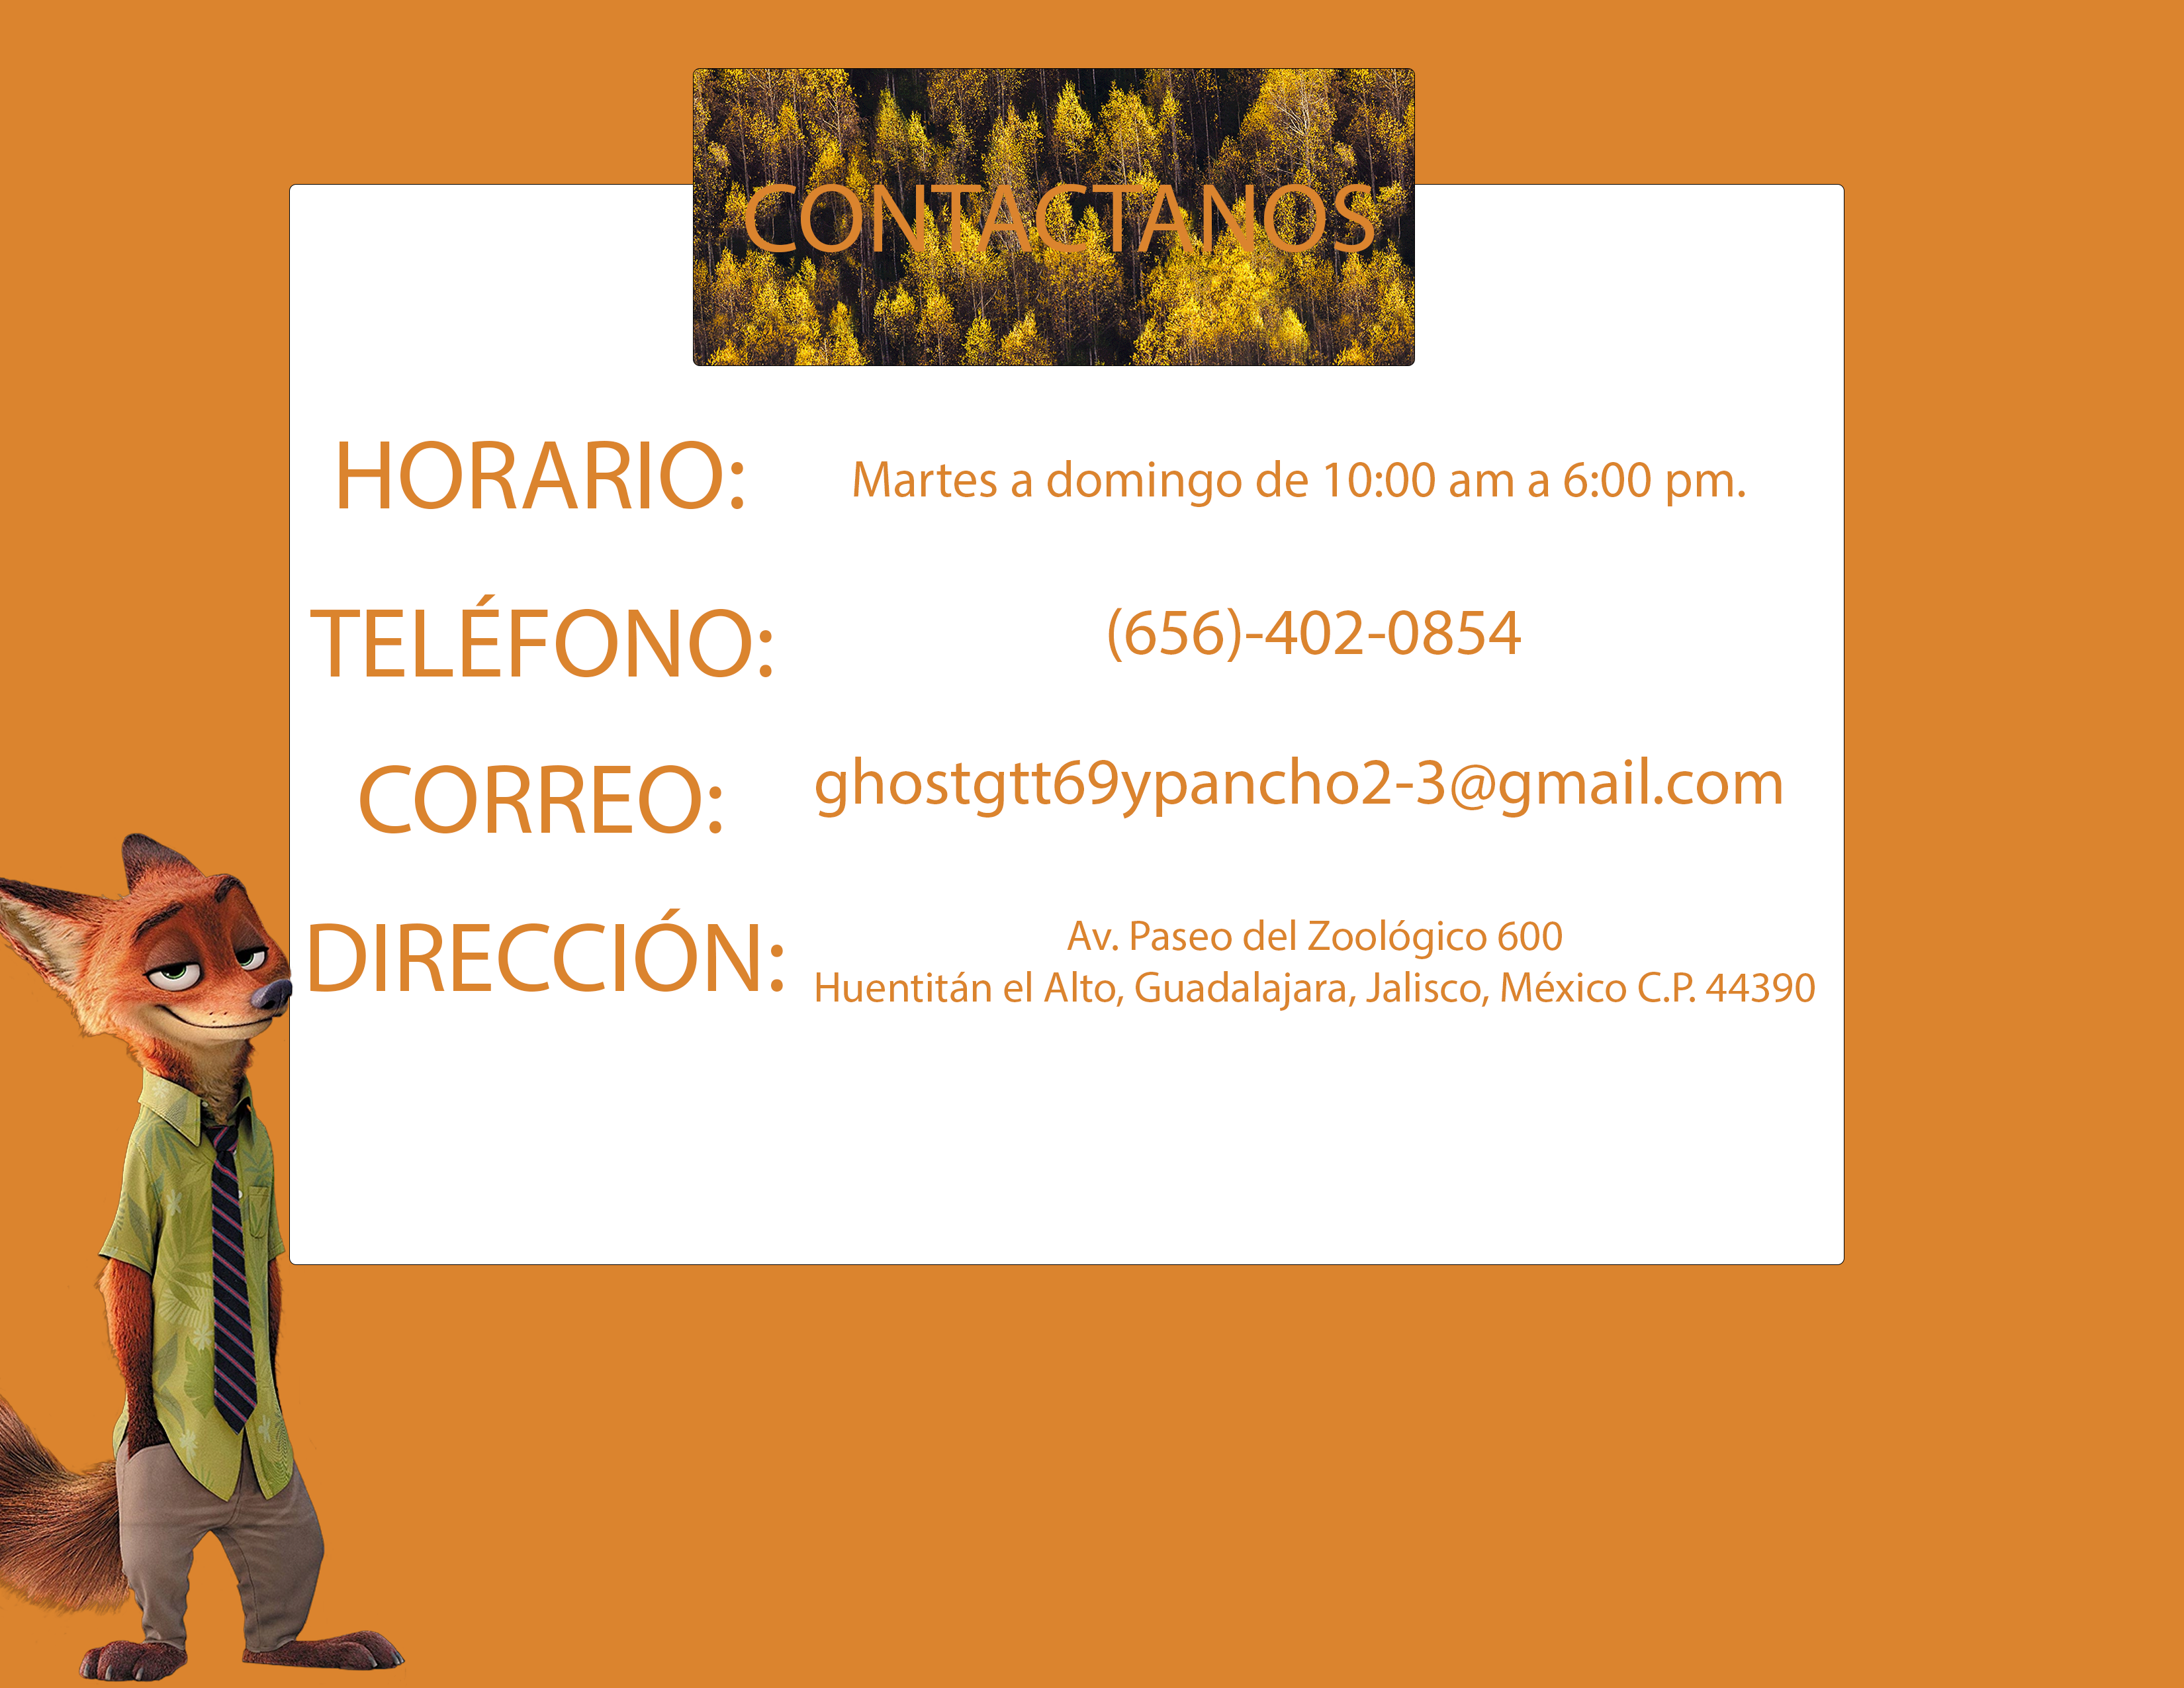 CONTACTANOS
HORARIO: Martes a domingo de 10:00 am a 6:00 pm.
TELÉFONO: (656)-402-0854
CORREO: ghostgtt69ypancho2-3@gmail.com
DIRECCIÓN: Av. Paseo del Zoológico 600
Huentitán el Alto, Guadalajara, Jalisco, México C.P. 44390